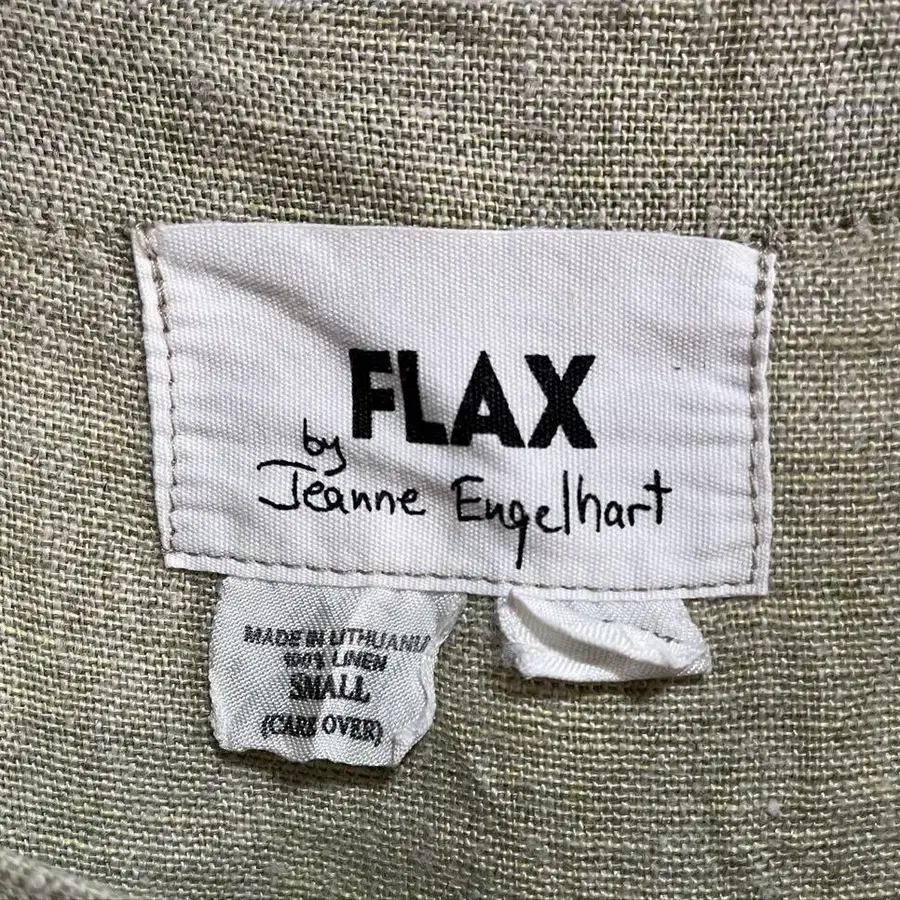 FLAX
by
Jeanne Engelhart
MADE IN LITHUANIA
100% LINEN
SMALL
(CARE OVER)